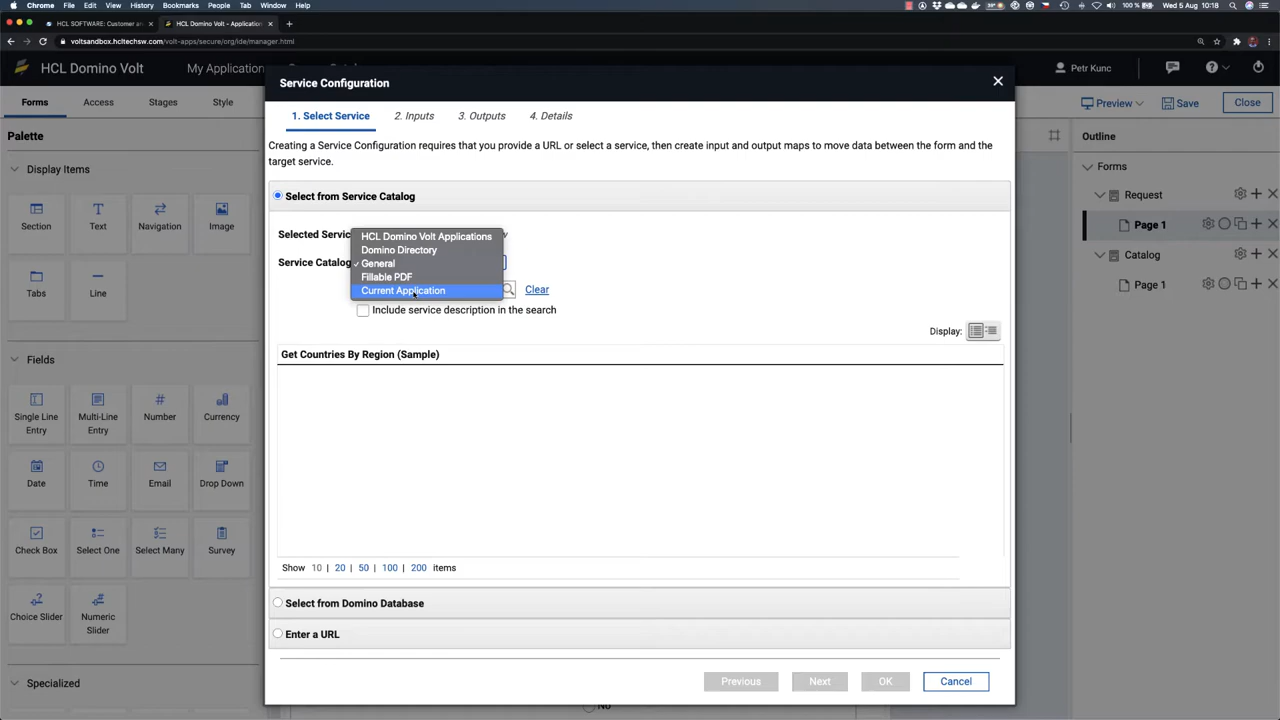 Chrome File Edit View History Bookmarks People Tab Window Help 100 % Wed 5 Aug 10:18
HCL SOFTWARE: Customer an
HCL Domino Volt - Application
voltsandbox.hcltechsw.com/volt-apps/secure/org/ide/manager.html
HCL Domino Volt
My Application
Petr Kunc
Forms Access Stages Style
Preview Save Close
Palette
Display Items
Section Text Navigation Image
Tabs Line
Fields
Single Line Entry Multi-Line Entry Number Currency
Date Time Email Drop Down
Check Box Select One Select Many Survey
Choice Slider Numeric Slider
Specialized
Service Configuration
1. Select Service 2. Inputs 3. Outputs 4. Details
Creating a Service Configuration requires that you provide a URL or select a service, then create input and output maps to move data between the form and the
target service.
Select from Service Catalog
Selected Servic
Service Catalog
HCL Domino Volt Applications
Domino Directory
✓ General
Fillable PDF
Current Application
Clear
Include service description in the search
Display:
Get Countries By Region (Sample)
Show 10 | 20 | 50 | 100 | 200 items
Select from Domino Database
Enter a URL
Previous Next OK Cancel
No
Outline
Forms
Request
Page 1
Catalog
Page 1